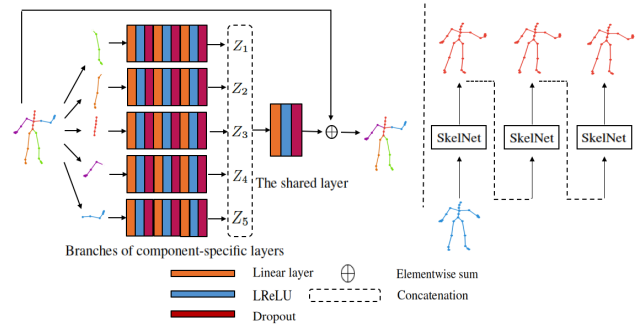 Z1
Z2
Z3
Z4
Z5
The shared layer
Branches of component-specific layers
SkelNet
SkelNet
SkelNet
Linear layer
Elementwise sum
LReLU
Concatenation
Dropout